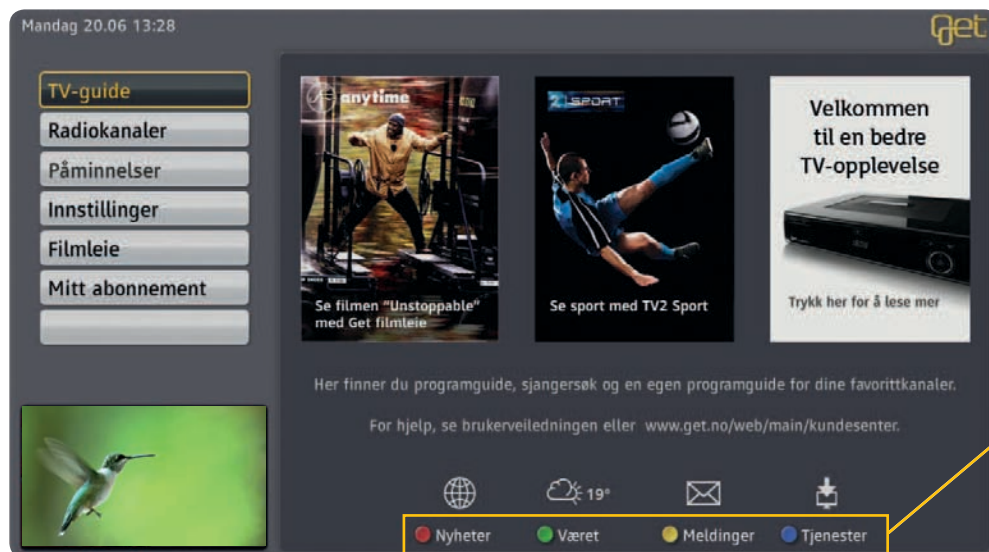 Mandag 20.06 13:28
get
TV-guide
Radiokanaler
Påminnelser
Innstillinger
Filmleie
Mitt abonnement
anytime
Se filmen "Unstoppable"
med Get filmleie
2 SPORT
Se sport med TV2 Sport
Velkommen
til en bedre
TV-opplevelse
Trykk her for å lese mer
Her finner du programguide, sjangersøk og en egen programguide for dine favorittkanaler.
For hjelp, se brukerveiledningen eller www.get.no/web/main/kundesenter.
19°
Nyheter
Været
Meldinger
Tjenester